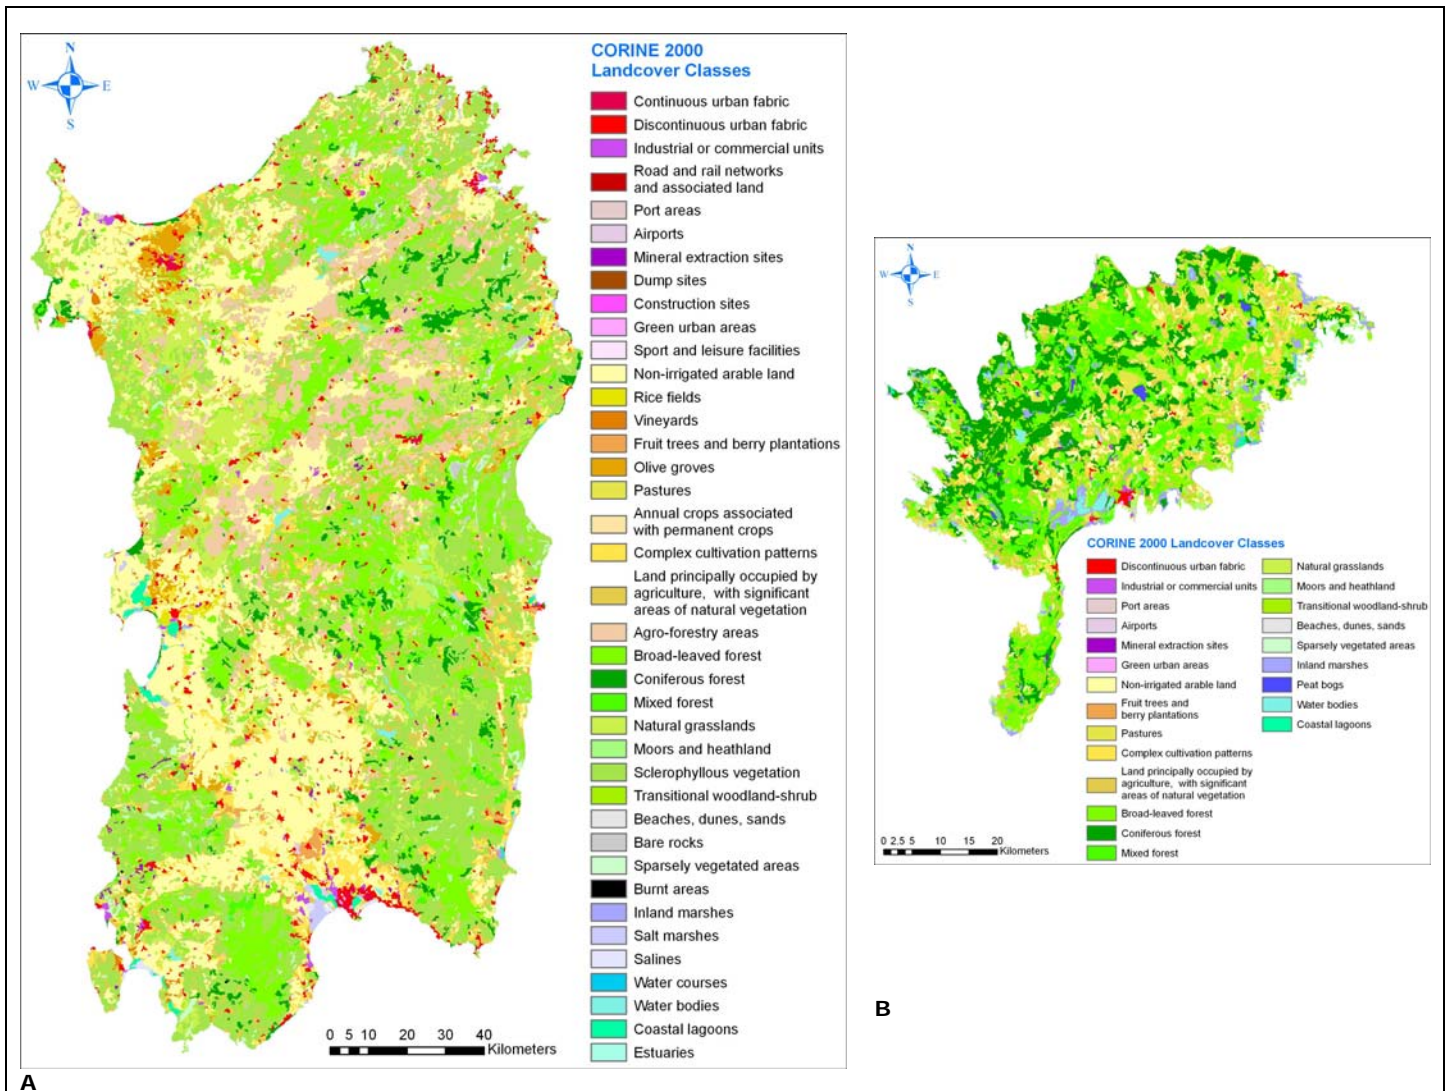 N
W E
S
CORINE 2000
Landcover Classes
Continuous urban fabric
Discontinuous urban fabric
Industrial or commercial units
Road and rail networks
and associated land
Port areas
Airports
Mineral extraction sites
Dump sites
Construction sites
Green urban areas
Sport and leisure facilities
Non-irrigated arable land
Rice fields
Vineyards
Fruit trees and berry plantations
Olive groves
Pastures
Annual crops associated
with permanent crops
Complex cultivation patterns
Land principally occupied by
agriculture, with significant
areas of natural vegetation
Agro-forestry areas
Broad-leaved forest
Coniferous forest
Mixed forest
Natural grasslands
Moors and heathland
Sclerophyllous vegetation
Transitional woodland-shrub
Beaches, dunes, sands
Bare rocks
Sparsely vegetated areas
Burnt areas
Inland marshes
Salt marshes
Salines
Water courses
Water bodies
Coastal lagoons
Estuaries
0 5 10 20 30 40
Kilometers
A
N
W E
S
CORINE 2000 Landcover Classes
Discontinuous urban fabric
Industrial or commercial units
Port areas
Airports
Mineral extraction sites
Green urban areas
Non-irrigated arable land
Fruit trees and
berry plantations
Pastures
Complex cultivation patterns
Land principally occupied by
agriculture, with significant
areas of natural vegetation
Broad-leaved forest
Coniferous forest
Mixed forest
Natural grasslands
Moors and heathland
Transitional woodland-shrub
Beaches, dunes, sands
Sparsely vegetated areas
Inland marshes
Peat bogs
Water bodies
Coastal lagoons
0 2,5 5 10 15 20
Kilometers
B